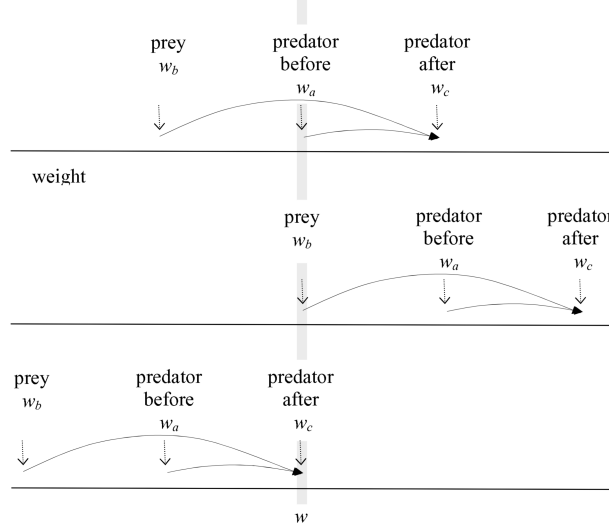 prey predator predator
before after
w_b w_a w_c
weight
prey predator predator
before after
w_b w_a w_c
prey predator predator
before after
w_b w_a w_c
w